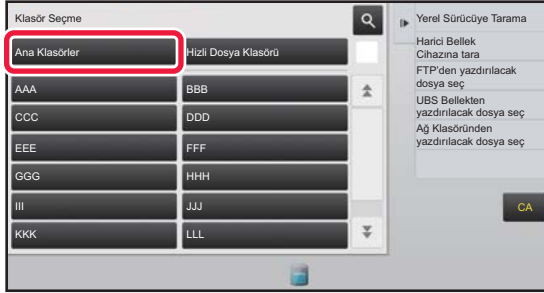 Klasör Seçme
Ana Klasörler
Hizli Dosya Klasörü
AAA
BBB
CCC
DDD
EEE
FFF
GGG
HHH
III
JJJ
KKK
LLL
Yerel Sürücüye Tarama
Harici Bellek
Cihazına tara
FTP'den yazdırılacak
dosya seç
UBS Bellekten
yazdırılacak dosya seç
Ağ Klasöründen
yazdırılacak dosya seç
CA